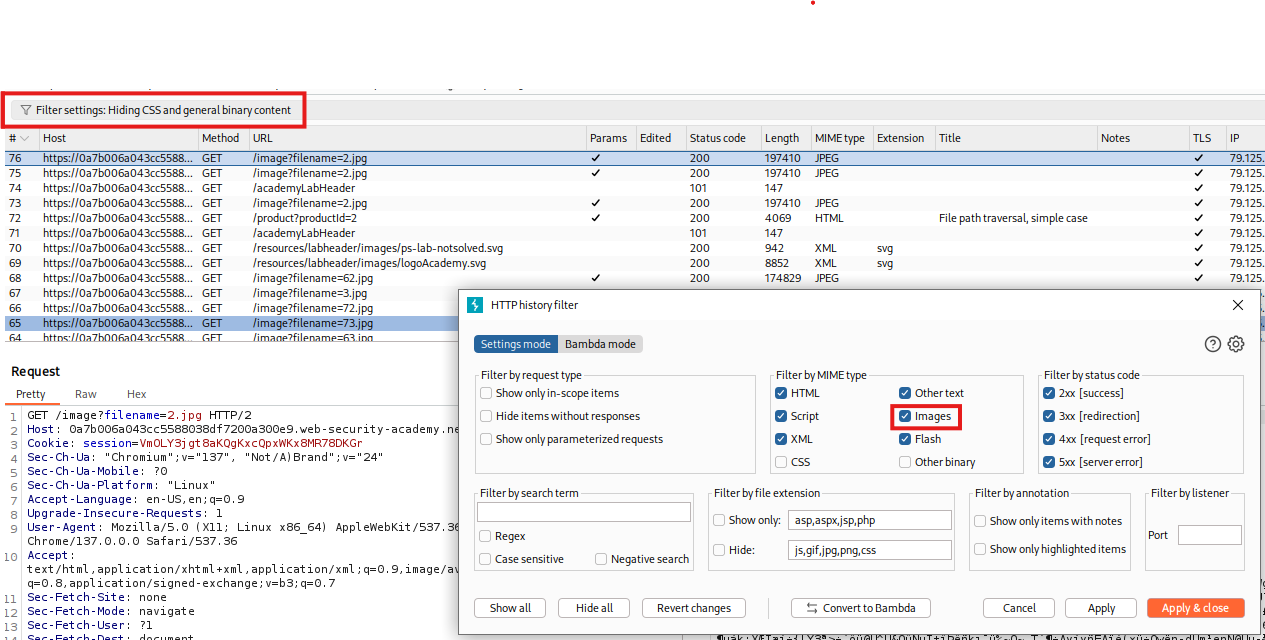 Filter settings: Hiding CSS and general binary content
# Host Method URL Params Edited Status code Length MIME type Extension Title Notes TLS IP
76 https://0a7b006a043cc5588... GET /image?filename=2.jpg ✓ 200 197410 JPEG ✓ 79.125.
75 https://0a7b006a043cc5588... GET /image?filename=2.jpg ✓ 200 197410 JPEG ✓ 79.125.
74 https://0a7b006a043cc5588... GET /academyLabHeader 101 147 ✓ 79.125.
73 https://0a7b006a043cc5588... GET /image?filename=2.jpg ✓ 200 197410 JPEG ✓ 79.125.
72 https://0a7b006a043cc5588... GET /product?productId=2 ✓ 200 4069 HTML File path traversal, simple case ✓ 79.125.
71 https://0a7b006a043cc5588... GET /academyLabHeader 101 147 ✓ 79.125.
70 https://0a7b006a043cc5588... GET /resources/labheader/images/ps-lab-notsolved.svg 200 942 XML svg ✓ 79.125.
69 https://0a7b006a043cc5588... GET /resources/labheader/images/logoAcademy.svg 200 8852 XML svg ✓ 79.125.
68 https://0a7b006a043cc5588... GET /image?filename=62.jpg ✓ 200 174829 JPEG ✓ 79.125.
67 https://0a7b006a043cc5588... GET /image?filename=3.jpg
66 https://0a7b006a043cc5588... GET /image?filename=72.jpg
65 https://0a7b006a043cc5588... GET /image?filename=73.jpg
64 https://0a7b006a043cc5588... GET /image?filename=63.jpg
Request
Pretty Raw Hex
1 GET /image?filename=2.jpg HTTP/2
2 Host: 0a7b006a043cc5588038df7200a300e9.web-security-academy.ne
3 Cookie: session=VmOLY3jgt8aKQgKxcQpxWKx8MR78DKGr
4 Sec-Ch-Ua: "Chromium";v="137", "Not/A)Brand";v="24"
5 Sec-Ch-Ua-Mobile: ?0
6 Sec-Ch-Ua-Platform: "Linux"
7 Accept-Language: en-US,en;q=0.9
8 Upgrade-Insecure-Requests: 1
9 User-Agent: Mozilla/5.0 (X11; Linux x86_64) AppleWebKit/537.36
Chrome/137.0.0.0 Safari/537.36
10 Accept:
text/html,application/xhtml+xml,application/xml;q=0.9,image/av
q=0.8,application/signed-exchange;v=b3;q=0.7
11 Sec-Fetch-Site: none
12 Sec-Fetch-Mode: navigate
13 Sec-Fetch-User: ?1
14 Sec-Fetch-Dest: document
HTTP history filter
Settings mode Bambda mode
Filter by request type
Show only in-scope items
Hide items without responses
Show only parameterized requests
Filter by MIME type
HTML Other text
Script Images
XML Flash
CSS Other binary
Filter by status code
2xx [success]
3xx [redirection]
4xx [request error]
5xx [server error]
Filter by search term
Regex
Case sensitive Negative search
Filter by file extension
Show only: asp,aspx,jsp,php
Hide: js,gif,jpg,png,css
Filter by annotation
Show only items with notes
Show only highlighted items
Filter by listener
Port
Show all Hide all Revert changes Convert to Bambda Cancel Apply Apply & close